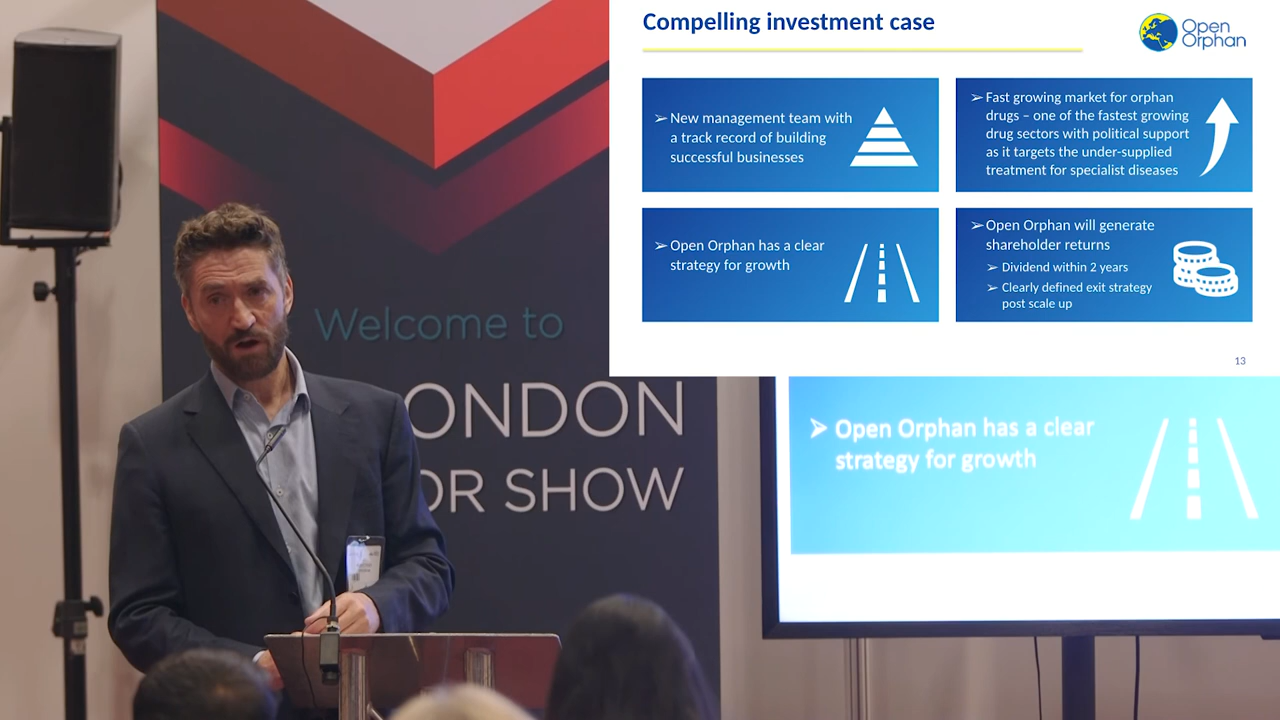 Compelling investment case
Open
Orphan
➢ New management team with
a track record of building
successful businesses
➢ Fast growing market for orphan
drugs – one of the fastest growing
drug sectors with political support
as it targets the under-supplied
treatment for specialist diseases
➢ Open Orphan has a clear
strategy for growth
➢ Open Orphan will generate
shareholder returns
➢ Dividend within 2 years
➢ Clearly defined exit strategy
post scale up
13
Welcome to
ONDON
OR SHOW
➢ Open Orphan has a clear
strategy for growth